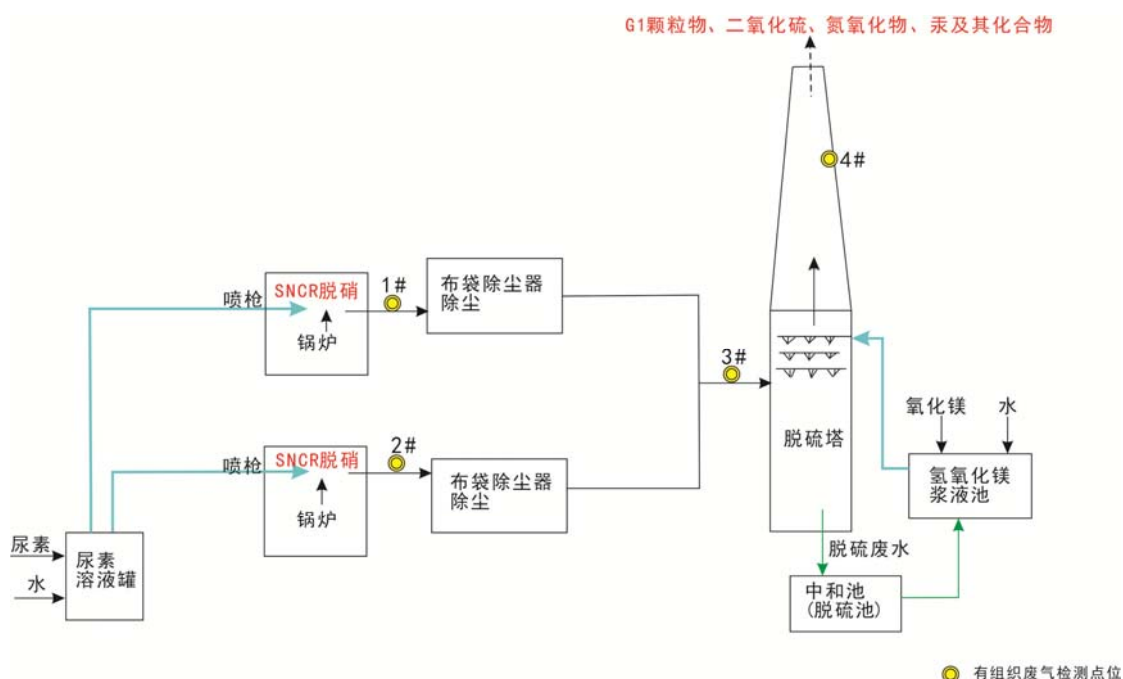 G1颗粒物、二氧化硫、氮氧化物、汞及其化合物
4#
SNCR脱硝
喷枪
锅炉
1#
布袋除尘器
除尘
3#
SNCR脱硝
喷枪
锅炉
2#
布袋除尘器
除尘
脱硫塔
氧化镁
水
氢氧化镁
浆液池
尿素
水
尿素
溶液罐
脱硫废水
中和池
(脱硫池)
有组织废气检测点位